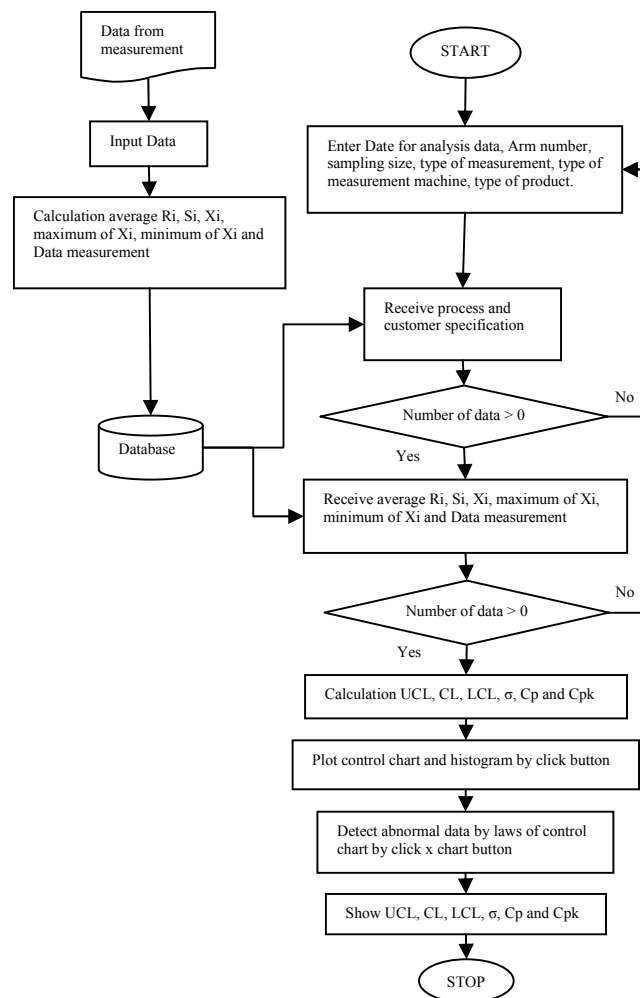 Data from
measurement
Input Data
Calculation average Ri, Si, Xi,
maximum of Xi, minimum of Xi and
Data measurement
Database
START
Enter Date for analysis data, Arm number,
sampling size, type of measurement, type of
measurement machine, type of product.
Receive process and
customer specification
Number of data > 0
No
Yes
Receive average Ri, Si, Xi, maximum of Xi,
minimum of Xi and Data measurement
Number of data > 0
No
Yes
Calculation UCL, CL, LCL, σ, Cp and Cpk
Plot control chart and histogram by click button
Detect abnormal data by laws of control
chart by click x chart button
Show UCL, CL, LCL, σ, Cp and Cpk
STOP